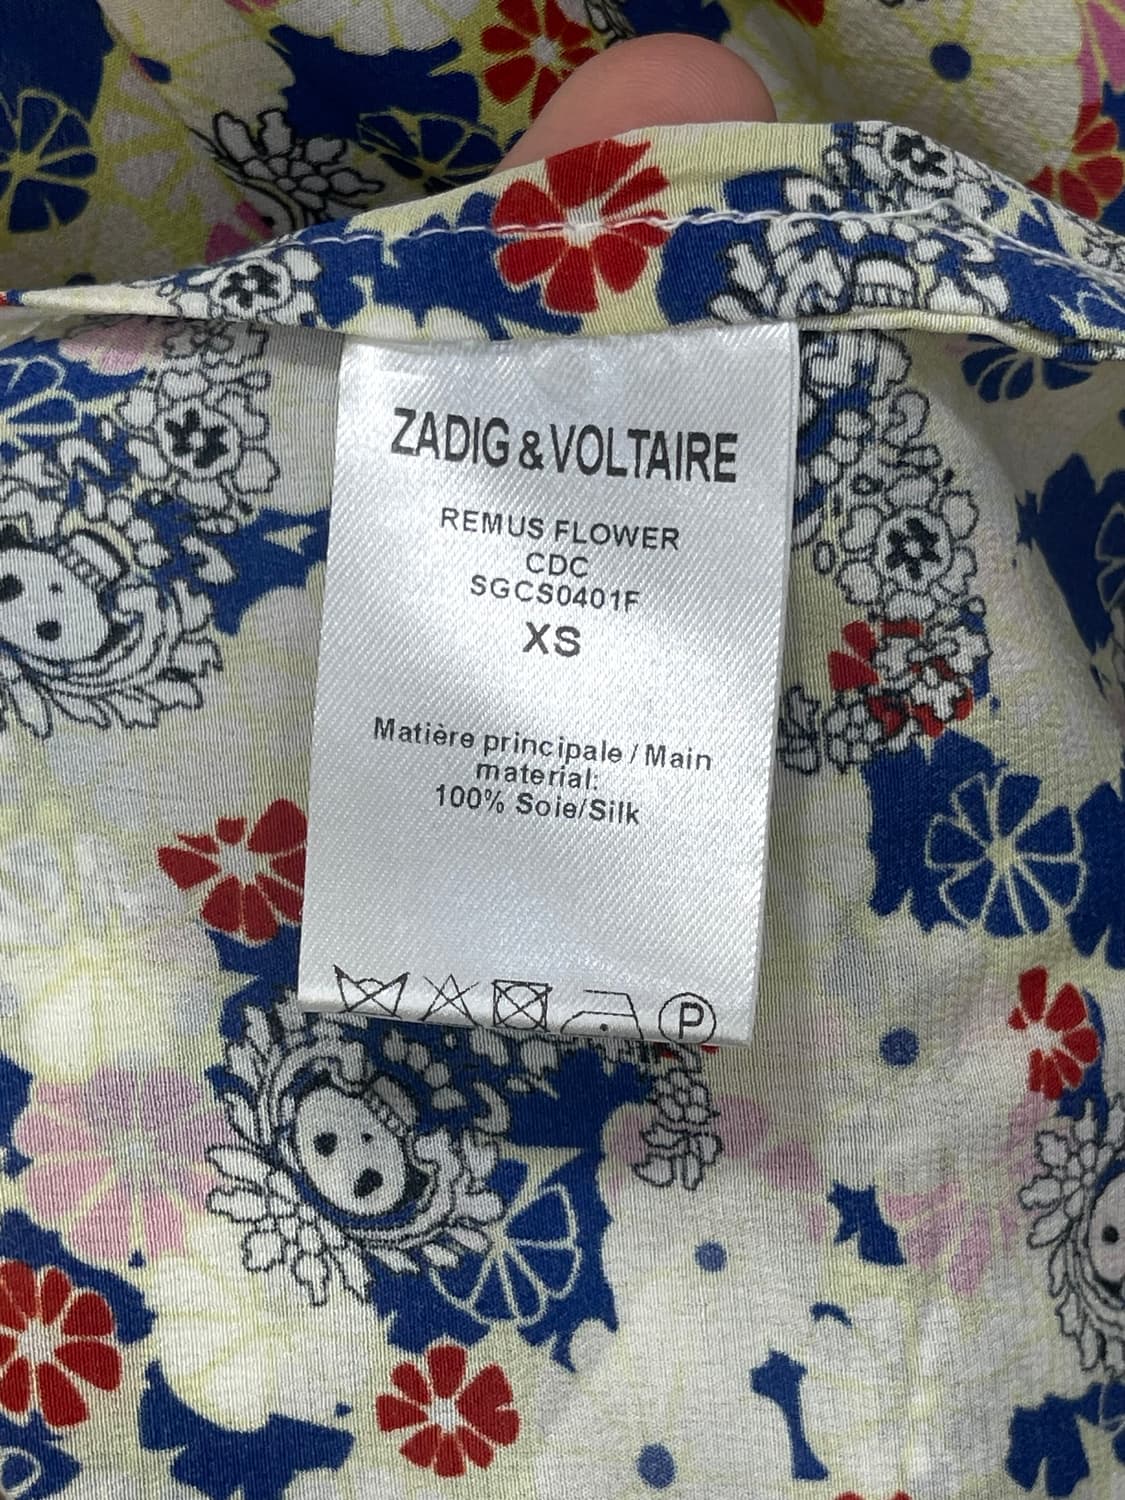 ZADIG & VOLTAIRE
REMUS FLOWER
CDC
SGCS0401F
XS
Matière principale / Main
material:
100% Soie/Silk
P